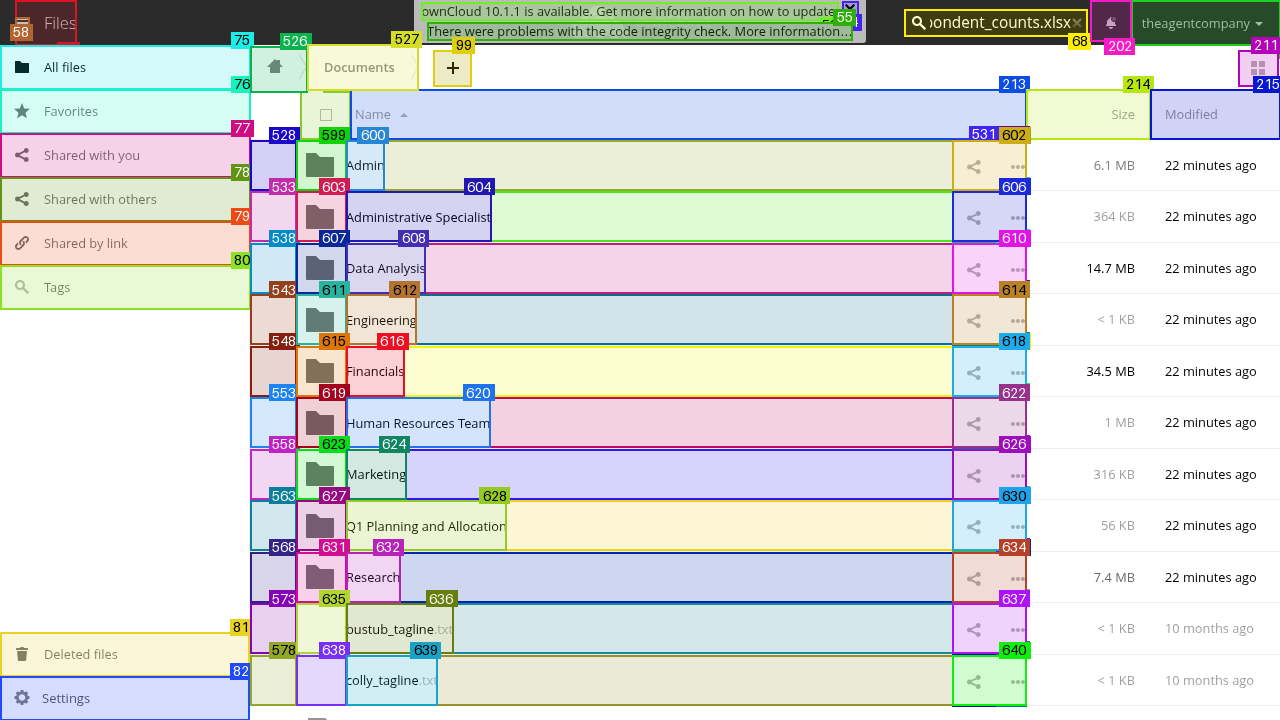 Files
58
ownCloud 10.1.1 is available. Get more information on how to update
There were problems with the code integrity check. More information…
55
ondent_counts.xlsx
68
202
theagentcompany
211
75
All files
76
Favorites
77
Shared with you
78
Shared with others
79
Shared by link
80
Tags
526
527
Documents
99
+
213
214
215
Name
Size
Modified
528 599 600 531 602
Admin 6.1 MB 22 minutes ago
533 603 604 606
Administrative Specialist 364 KB 22 minutes ago
538 607 608 610
Data Analysis 14.7 MB 22 minutes ago
543 611 612 614
Engineering < 1 KB 22 minutes ago
548 615 616 618
Financials 34.5 MB 22 minutes ago
553 619 620 622
Human Resources Team 1 MB 22 minutes ago
558 623 624 626
Marketing 316 KB 22 minutes ago
563 627 628 630
Q1 Planning and Allocation 56 KB 22 minutes ago
568 631 632 634
Research 7.4 MB 22 minutes ago
573 635 636 637
bustub_tagline.txt < 1 KB 10 months ago
578 638 639 640
colly_tagline.txt < 1 KB 10 months ago
81
Deleted files
82
Settings